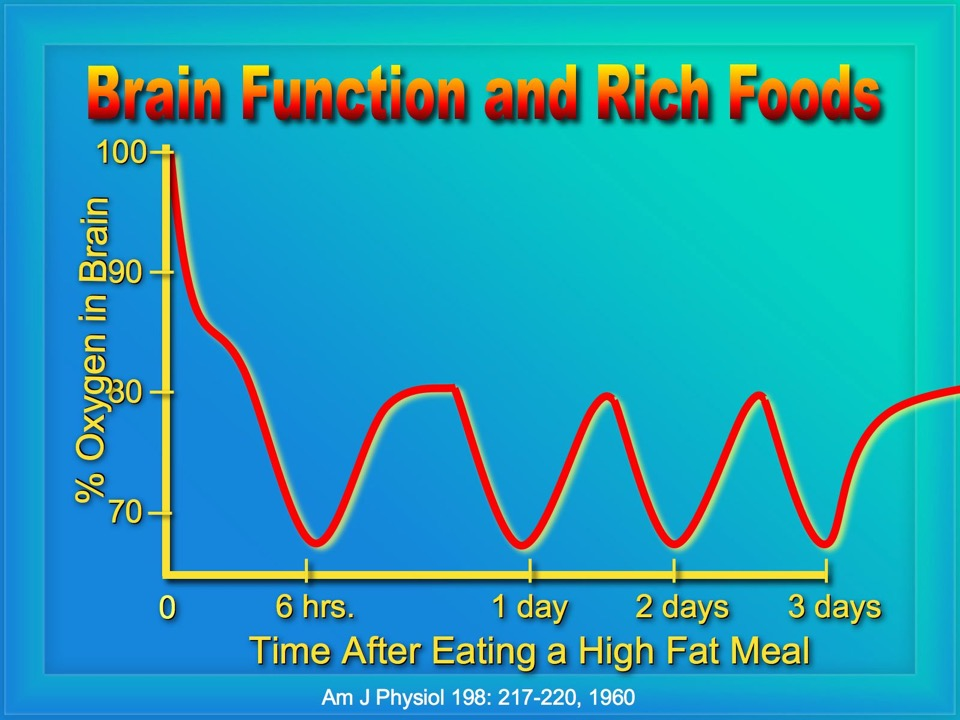 Brain Function and Rich Foods
100
90
80
70
% Oxygen in Brain
0 6 hrs. 1 day 2 days 3 days
Time After Eating a High Fat Meal
Am J Physiol 198: 217-220, 1960